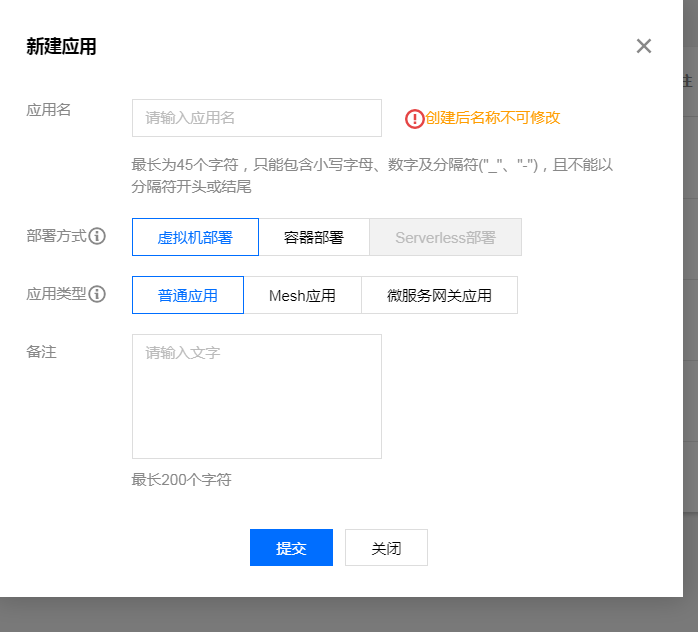 新建应用
应用名
请输入应用名
创建后名称不可修改
最长为45个字符，只能包含小写字母、数字及分隔符("_"、"-")，且不能以
分隔符开头或结尾
部署方式
虚拟机部署
容器部署
Serverless部署
应用类型
普通应用
Mesh应用
微服务网关应用
备注
请输入文字
最长200个字符
提交
关闭